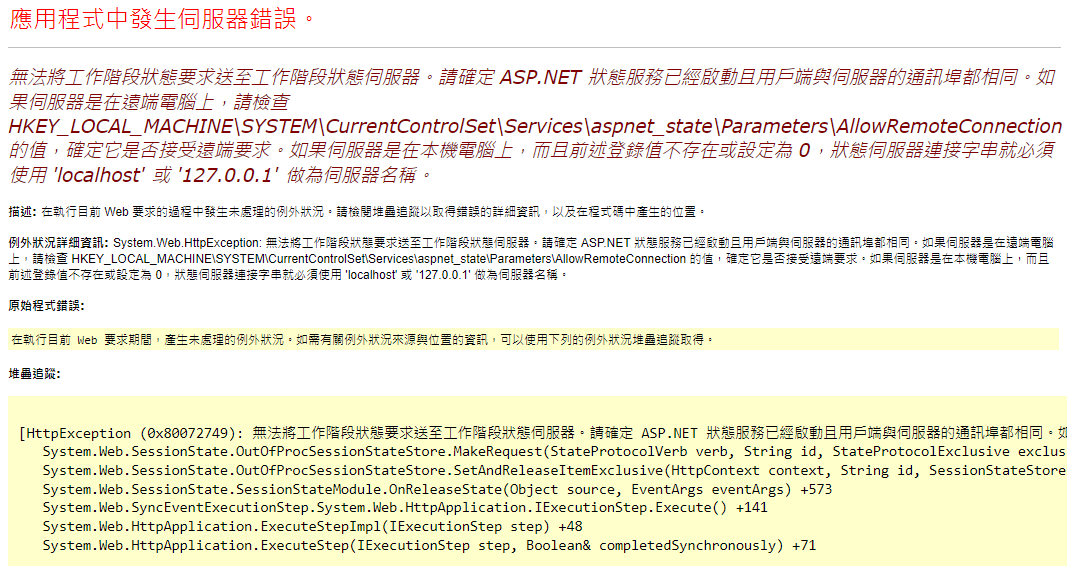 應用程式中發生伺服器錯誤。
無法將工作階段狀態要求送至工作階段狀態伺服器。請確定 ASP.NET 狀態服務已經啟動且用戶端與伺服器的通訊埠都相同。如
果伺服器是在遠端電腦上，請檢查
HKEY_LOCAL_MACHINE\SYSTEM\CurrentControlSet\Services\aspnet_state\Parameters\AllowRemoteConnection
的值，確定它是否接受遠端要求。如果伺服器是在本機電腦上，而且前述登錄值不存在或設定為 0，狀態伺服器連接字串就必須
使用 'localhost' 或 '127.0.0.1' 做為伺服器名稱。
描述: 在執行目前 Web 要求的過程中發生未處理的例外狀況。請檢閱堆疊追蹤以取得錯誤的詳細資訊，以及在程式碼中產生的位置。
例外狀況詳細資訊: System.Web.HttpException: 無法將工作階段狀態要求送至工作階段狀態伺服器。請確定 ASP.NET 狀態服務已經啟動且用戶端與伺服器的通訊埠都相同。如果伺服器是在遠端電腦
上，請檢查 HKEY_LOCAL_MACHINE\SYSTEM\CurrentControlSet\Services\aspnet_state\Parameters\AllowRemoteConnection 的值，確定它是否接受遠端要求。如果伺服器是在本機電腦上，而且
前述登錄值不存在或設定為 0，狀態伺服器連接字串就必須使用 'localhost' 或 '127.0.0.1' 做為伺服器名稱。
原始程式錯誤:
在執行目前 Web 要求期間，產生未處理的例外狀況。如需有關例外狀況來源與位置的資訊，可以使用下列的例外狀況堆疊追蹤取得。
堆疊追蹤:
[HttpException (0x80072749): 無法將工作階段狀態要求送至工作階段狀態伺服器。請確定 ASP.NET 狀態服務已經啟動且用戶端與伺服器的通訊埠都相同。如
System.Web.SessionState.OutOfProcSessionStateStore.MakeRequest(StateProtocolVerb verb, String id, StateProtocolExclusive exclus
System.Web.SessionState.OutOfProcSessionStateStore.SetAndReleaseItemExclusive(HttpContext context, String id, SessionStateStore
System.Web.SessionState.SessionStateModule.OnReleaseState(Object source, EventArgs eventArgs) +573
System.Web.SyncEventExecutionStep.System.Web.HttpApplication.IExecutionStep.Execute() +141
System.Web.HttpApplication.ExecuteStepImpl(IExecutionStep step) +48
System.Web.HttpApplication.ExecuteStep(IExecutionStep step, Boolean& completedSynchronously) +71